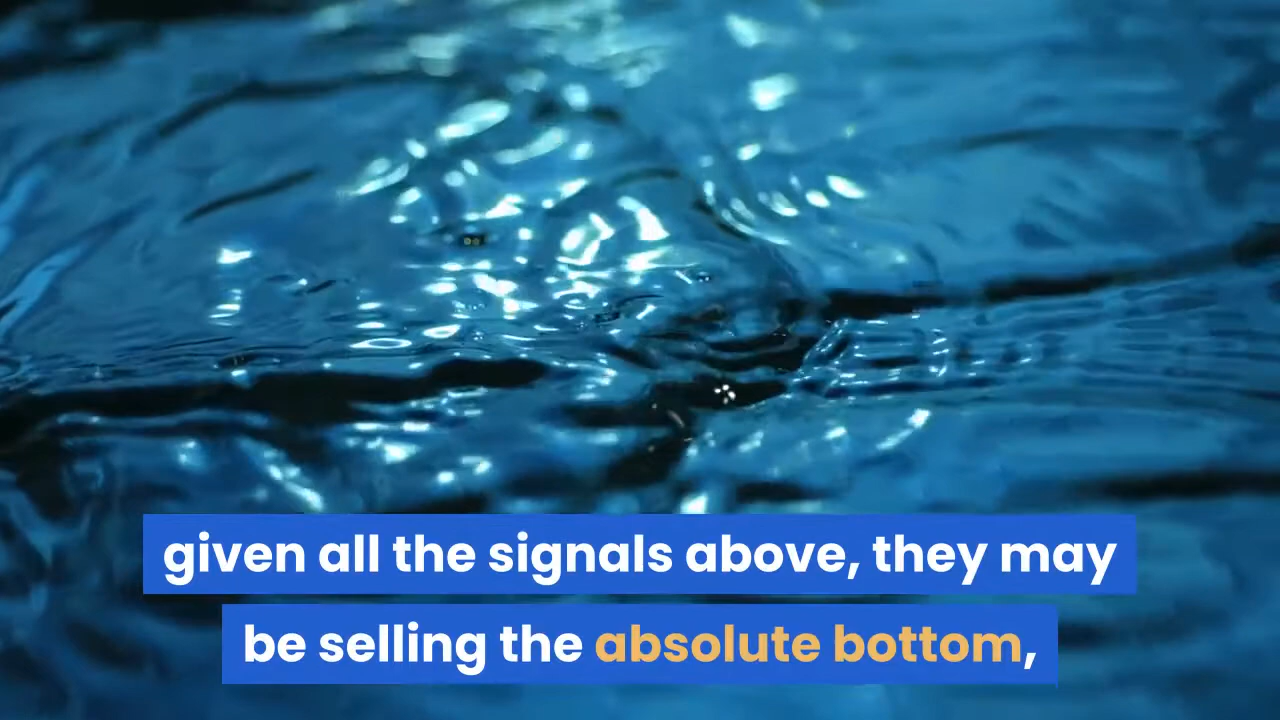 given all the signals above, they may
be selling the absolute bottom,